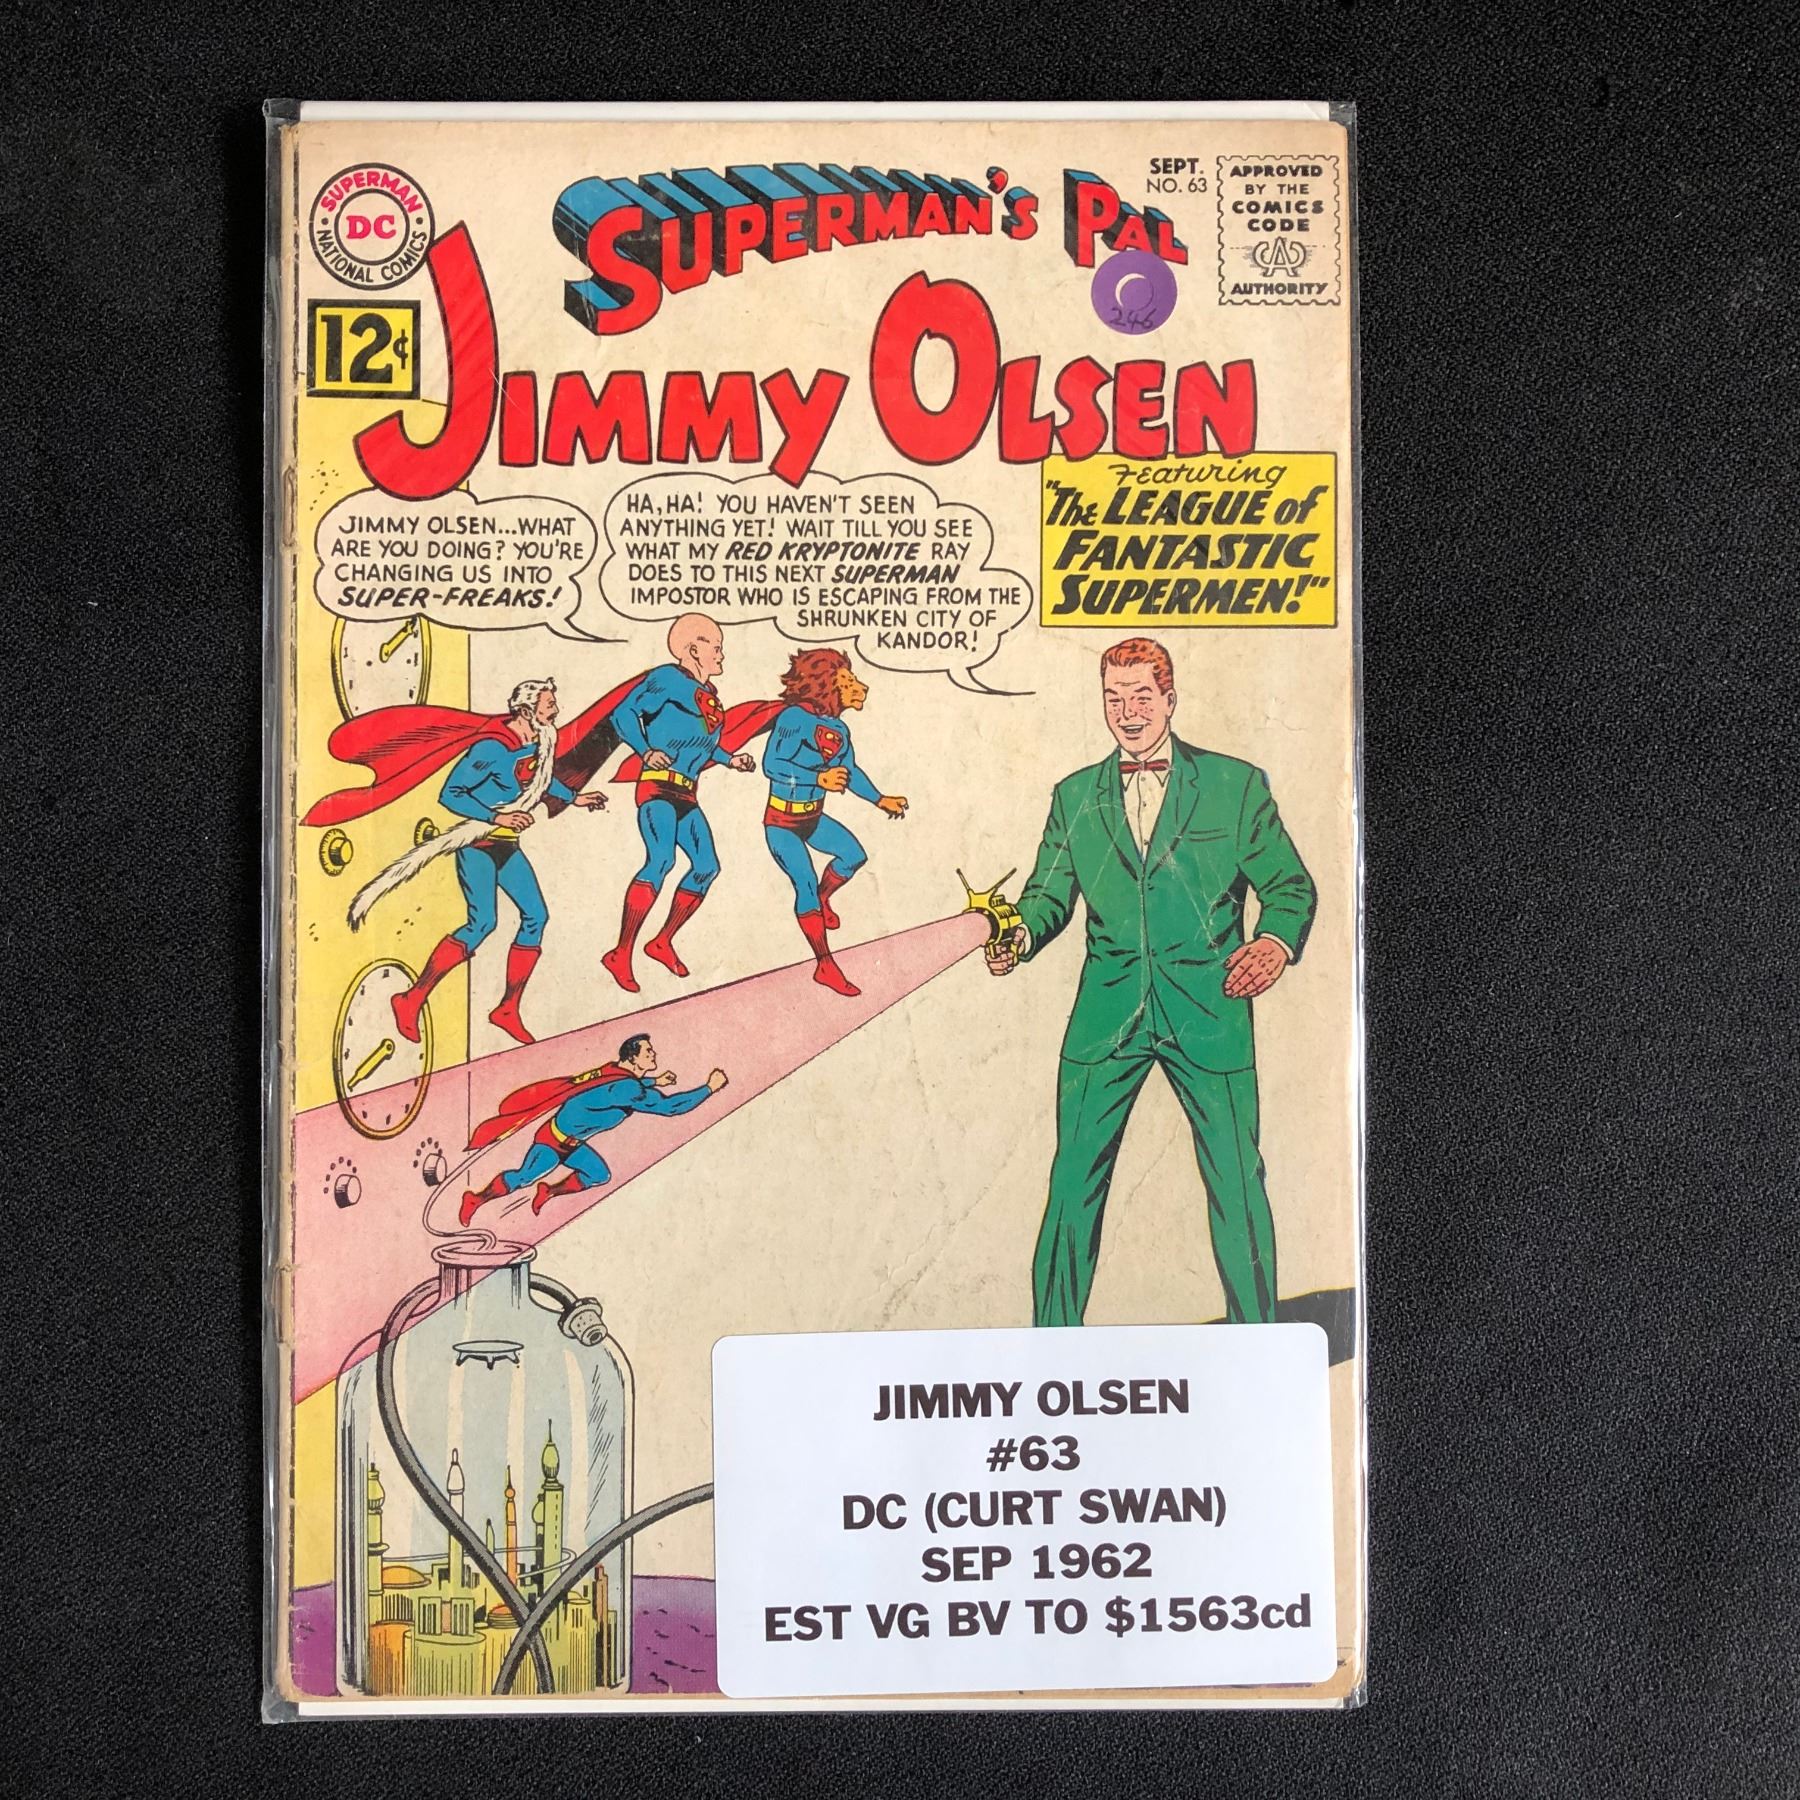 SUPERMAN
DC
NATIONAL COMICS
SUPERMAN'S PAL
SEPT.
NO. 63
APPROVED
BY THE
COMICS
CODE
CA
AUTHORITY
246
12¢
JIMMY OLSEN
Featuring
"The LEAGUE of
FANTASTIC
SUPERMEN!"
JIMMY OLSEN...WHAT
ARE YOU DOING? YOU'RE
CHANGING US INTO
SUPER-FREAKS!
HA, HA! YOU HAVEN'T SEEN
ANYTHING YET! WAIT TILL YOU SEE
WHAT MY RED KRYPTONITE RAY
DOES TO THIS NEXT SUPERMAN
IMPOSTOR WHO IS ESCAPING FROM THE
SHRUNKEN CITY OF
KANDOR!
JIMMY OLSEN
#63
DC (CURT SWAN)
SEP 1962
EST VG BV TO $1563cd